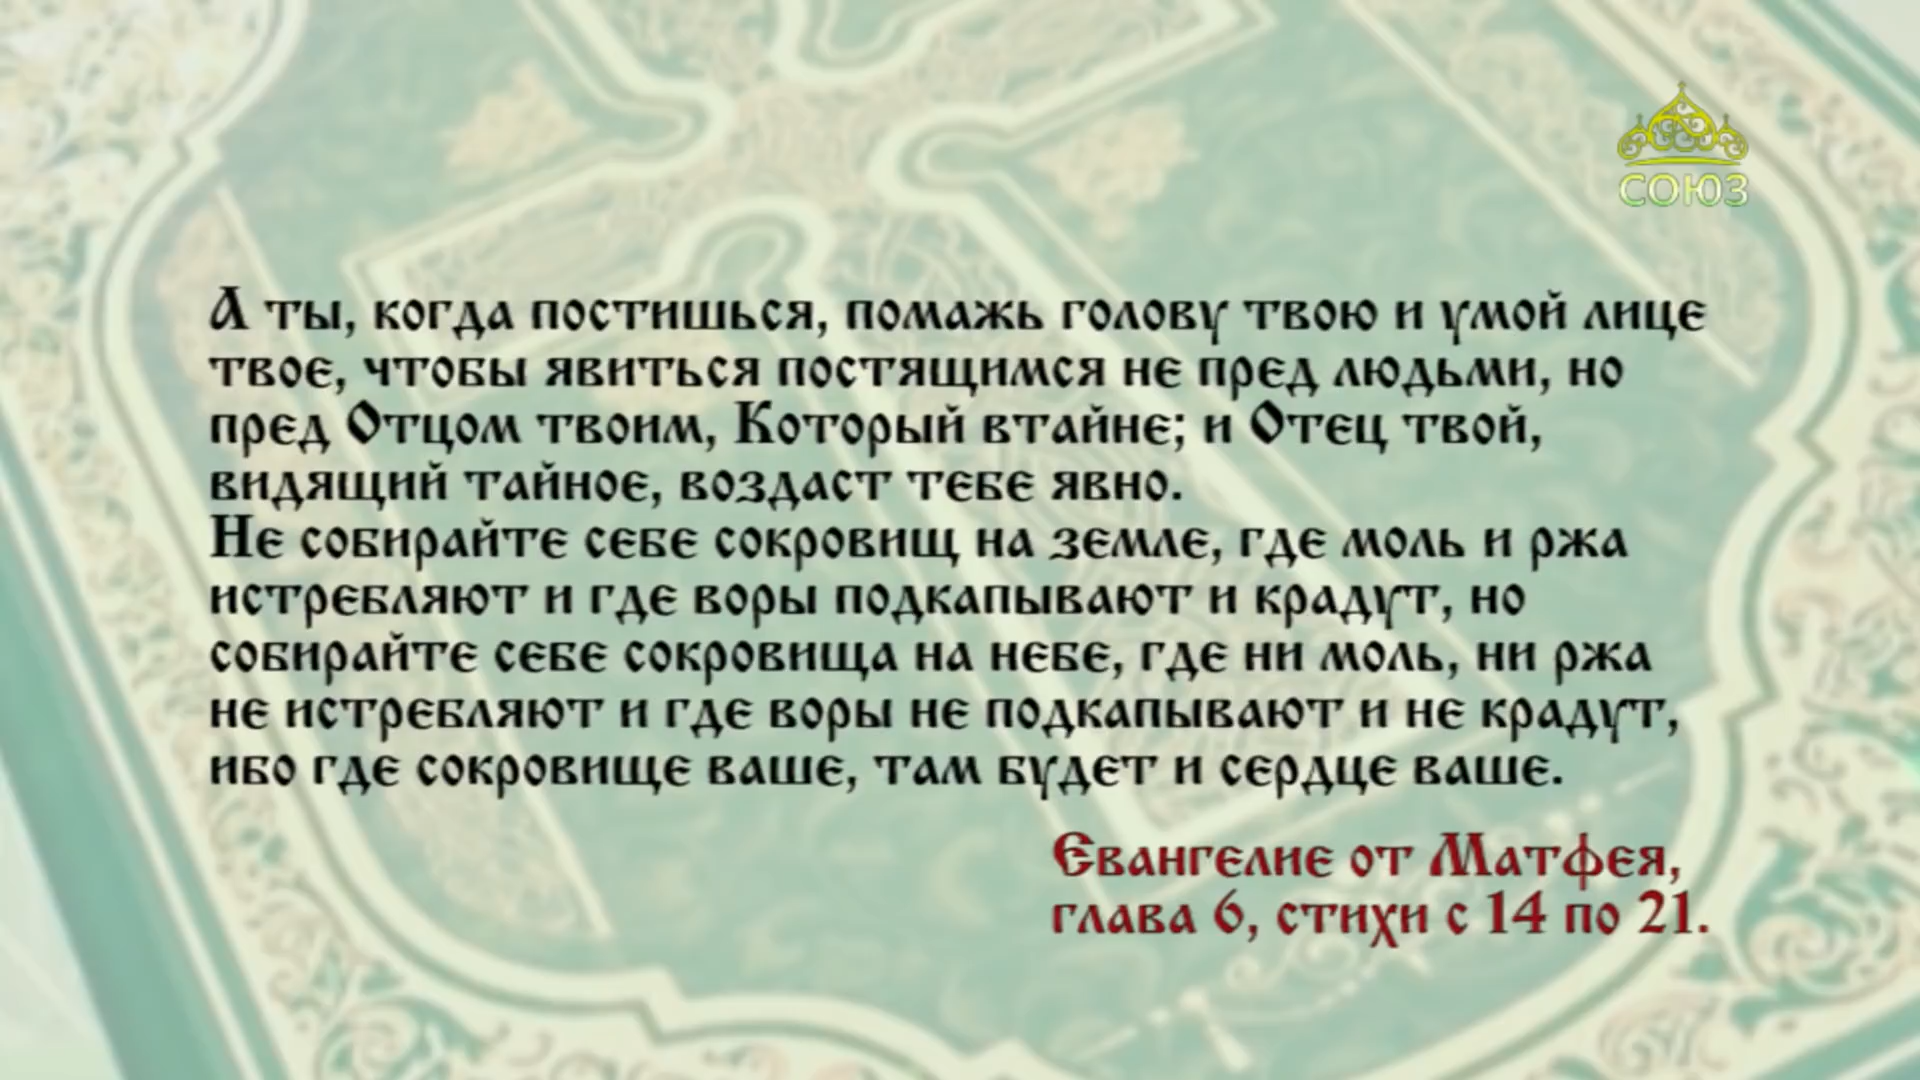 СОЮЗ
А ты, когда постишься, помажь голову твою и умой лице
твое, чтобы явиться постящимся не пред людьми, но
пред Отцом твоим, Который втайне; и Отец твой,
видящий тайное, воздаст тебе явно.
Не собирайте себе сокровищ на земле, где моль и ржа
истребляют и где воры подкапывают и крадут, но
собирайте себе сокровища на небе, где ни моль, ни ржа
не истребляют и где воры не подкапывают и не крадут,
ибо где сокровище ваше, там будет и сердце ваше.
Евангелие от Матфея,
глава 6, стихи с 14 по 21.